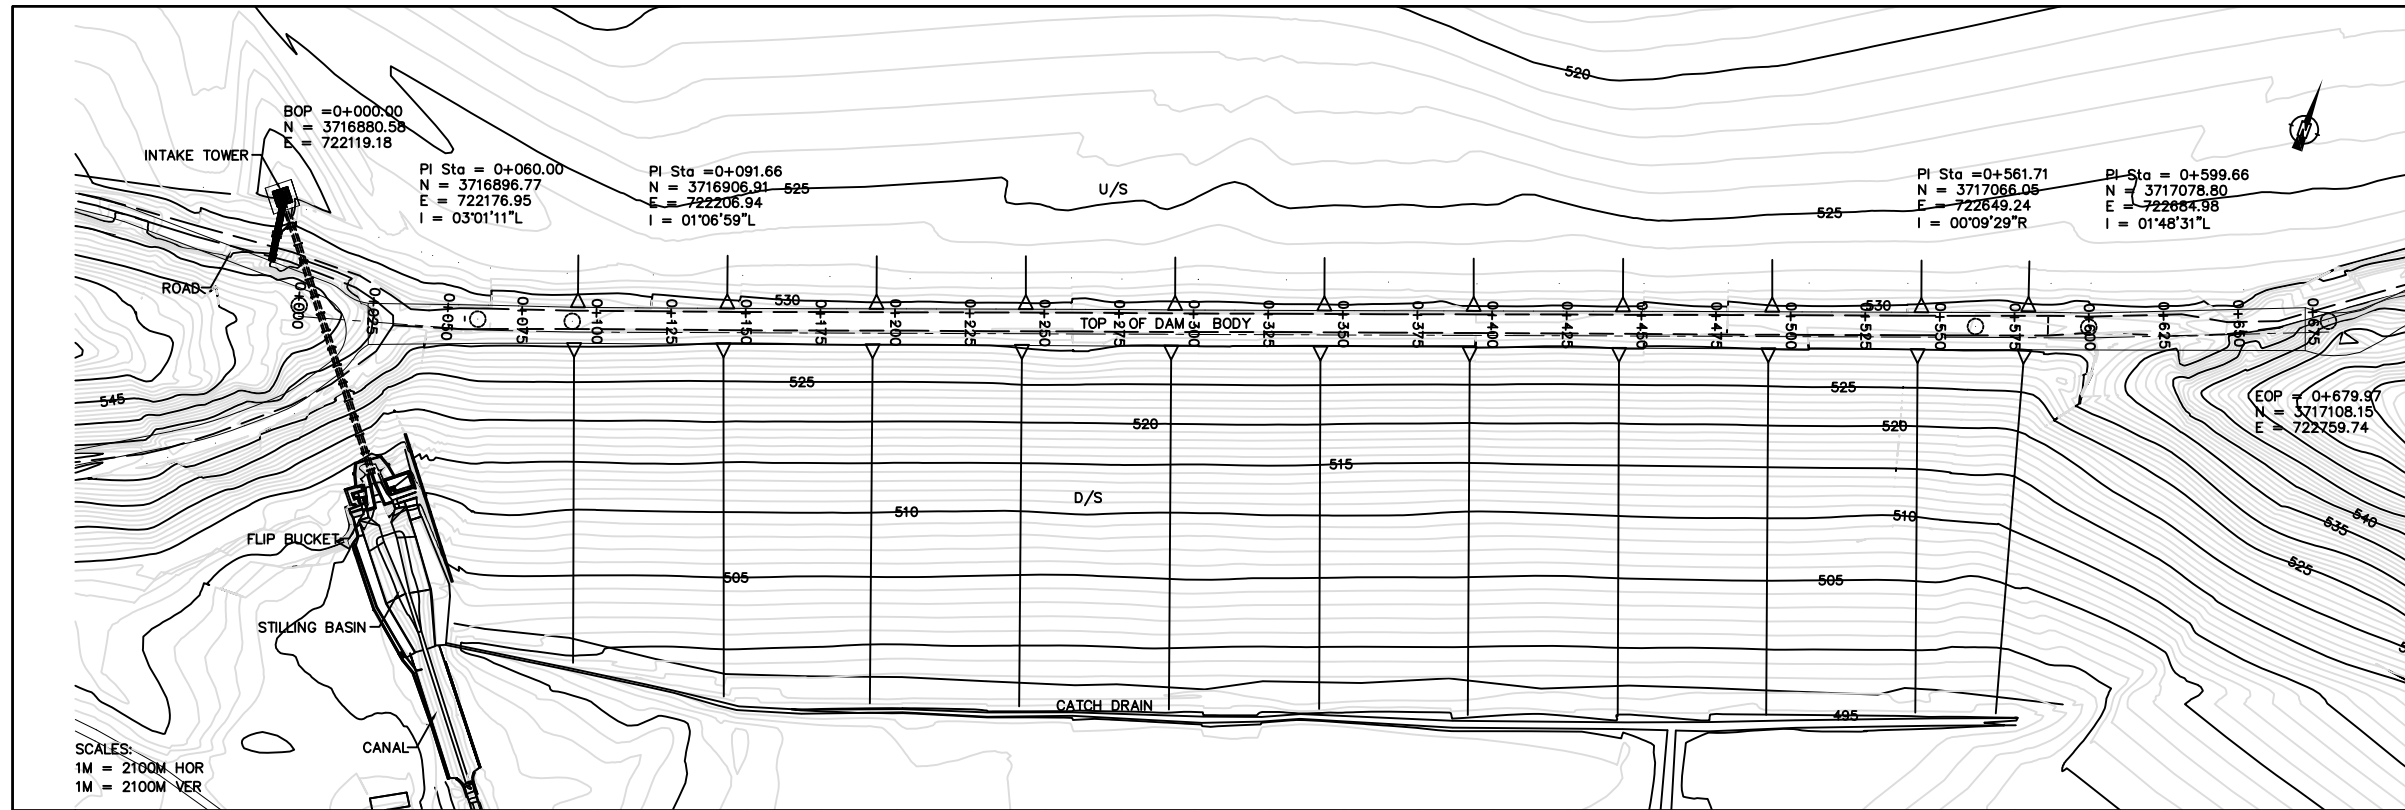 520
BOP =0+000.00
N = 3716880.58
E = 722119.18
INTAKE TOWER
PI Sta = 0+060.00
N = 3716896.77
E = 722176.95
I = 03°01'11"L
PI Sta =0+091.66
N = 3716906.91
E = 722206.94
I = 01°06'59"L
525
U/S
525
PI Sta =0+561.71
N = 3717066.05
E = 722649.24
I = 00°09'29"R
PI Sta = 0+599.66
N = 3717078.80
E = 722684.98
I = 01°48'31"L
N
ROAD
530
530
0+000
0+025
0+050
0+075
0+100
0+125
0+150
0+175
0+200
0+225
0+250
0+275
0+300
0+325
0+350
0+375
0+400
0+425
0+450
0+475
0+500
0+525
0+550
0+575
0+600
0+625
0+650
0+675
TOP OF DAM BODY
545
525
525
EOP = 0+679.97
N = 3717108.15
E = 722759.74
520
520
515
D/S
510
510
540
535
525
FLIP BUCKET
505
505
STILLING BASIN
CATCH DRAIN
495
CANAL
SCALES:
1M = 2100M HOR
1M = 2100M VER